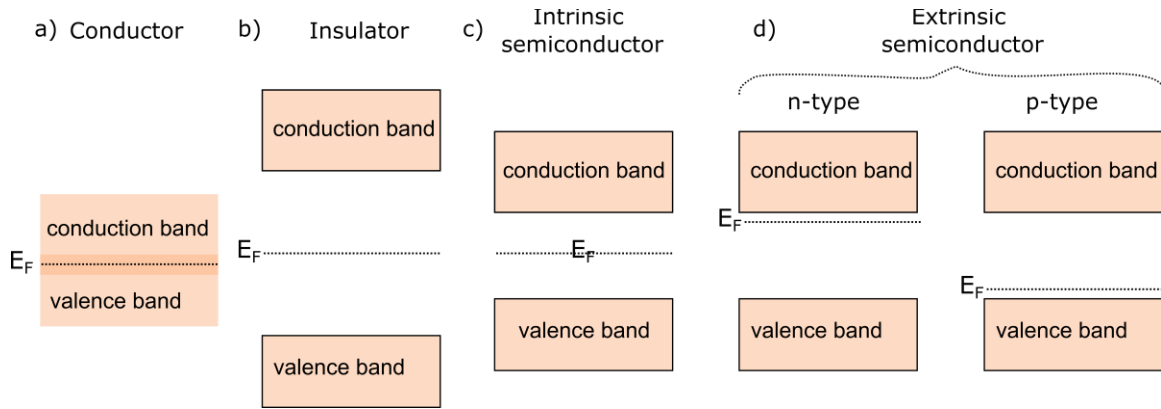 a) Conductor
b) Insulator
c) Intrinsic
semiconductor
d) Extrinsic
semiconductor
n-type
p-type
conduction band
E_F
valence band
conduction band
E_F
valence band
conduction band
E_F
valence band
conduction band
E_F
valence band
conduction band
E_F
valence band